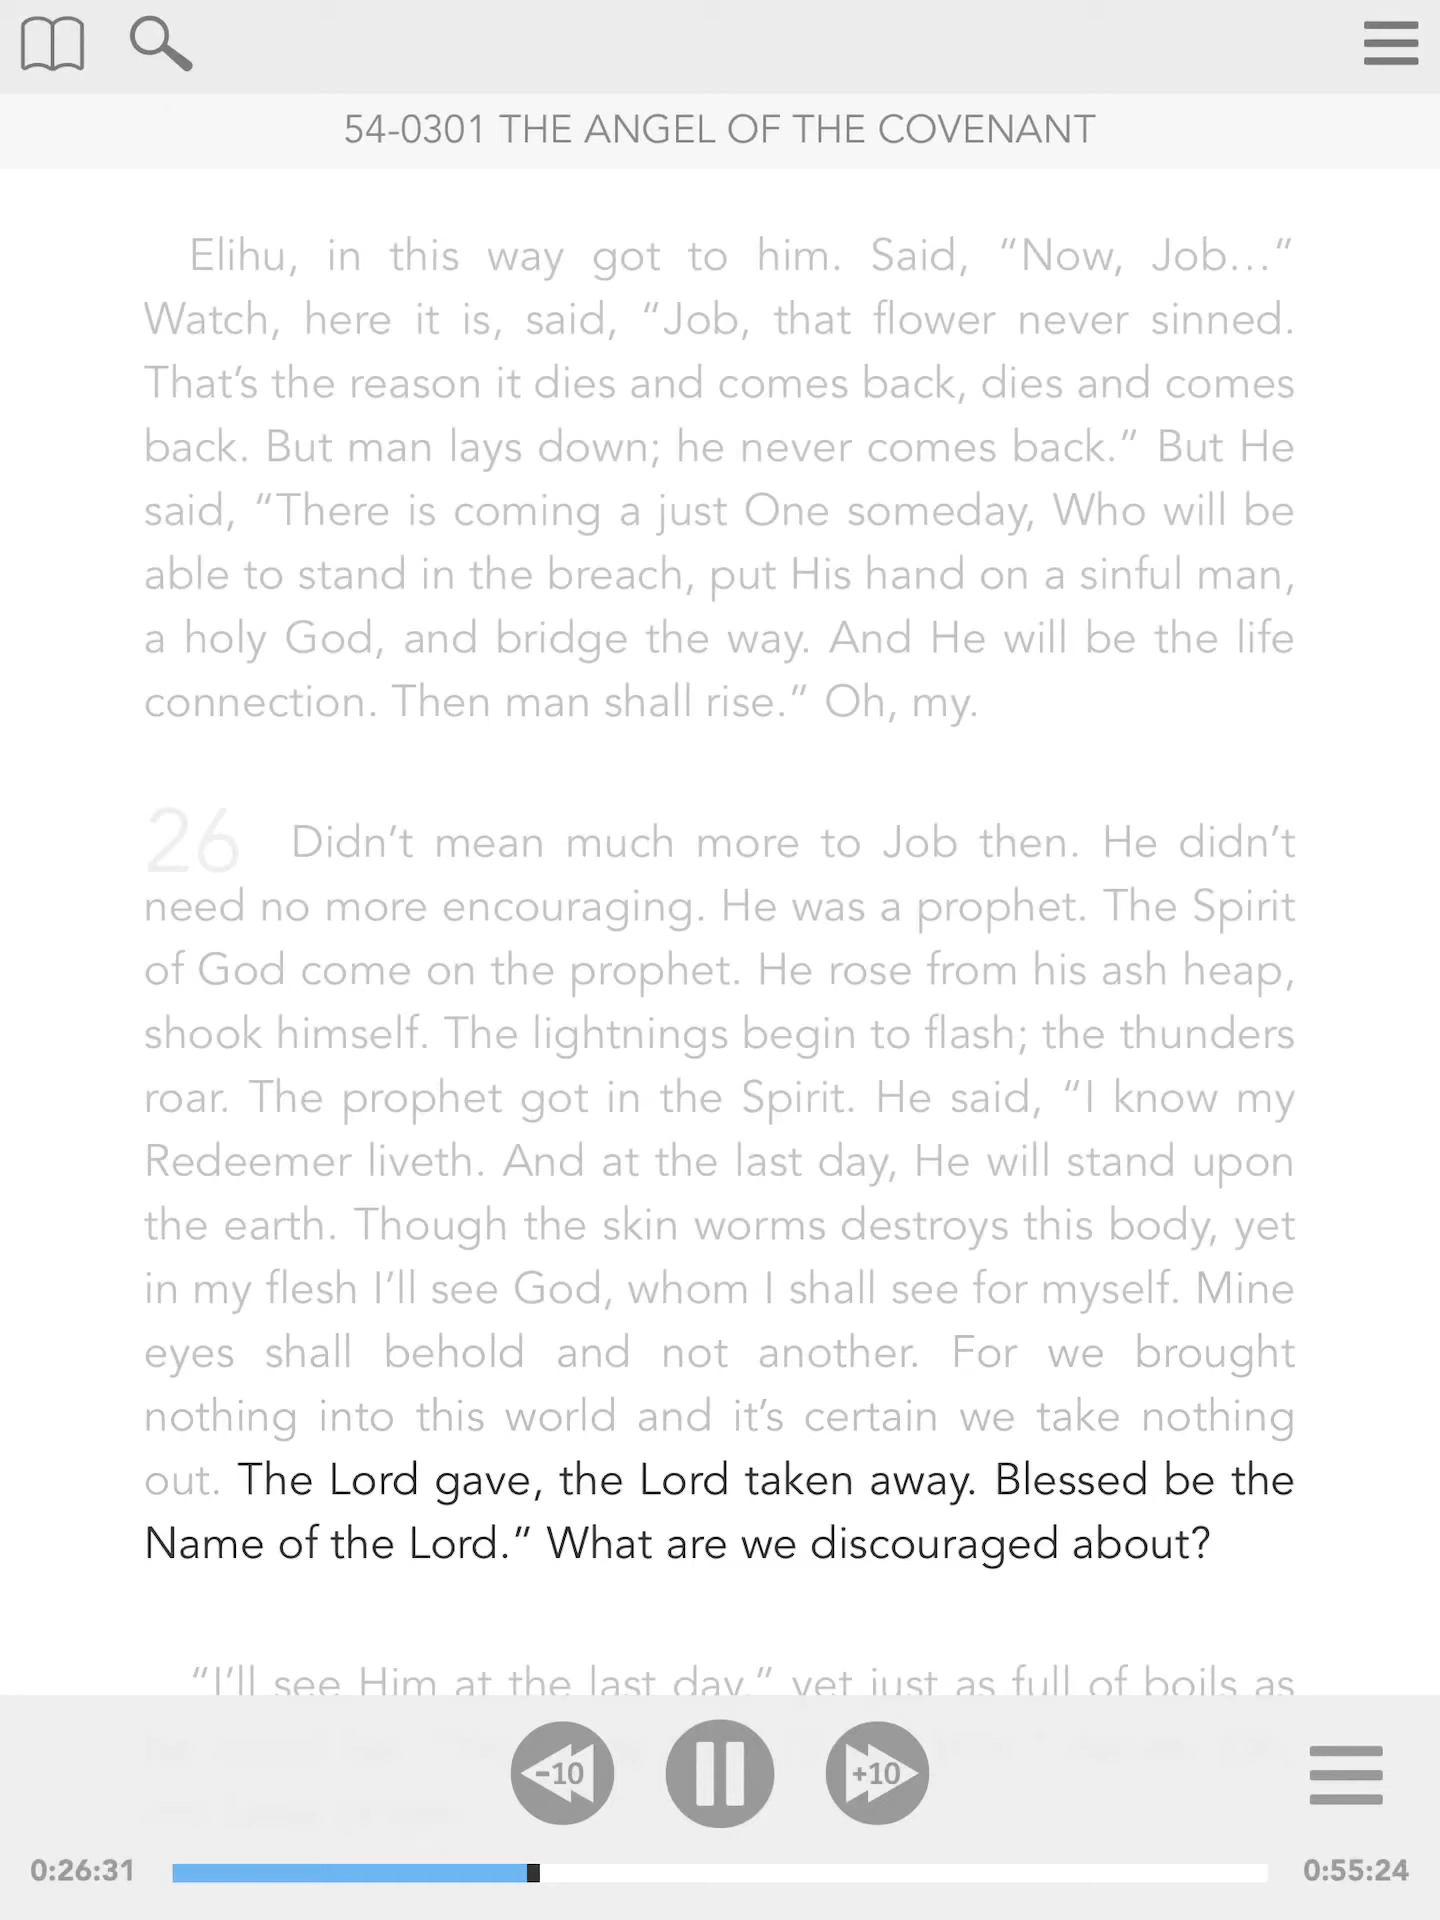 54-0301 THE ANGEL OF THE COVENANT
Elihu, in this way got to him. Said, “Now, Job…”
Watch, here it is, said, “Job, that flower never sinned.
That’s the reason it dies and comes back, dies and comes
back. But man lays down; he never comes back.” But He
said, “There is coming a just One someday, Who will be
able to stand in the breach, put His hand on a sinful man,
a holy God, and bridge the way. And He will be the life
connection. Then man shall rise.” Oh, my.
26 Didn’t mean much more to Job then. He didn’t
need no more encouraging. He was a prophet. The Spirit
of God come on the prophet. He rose from his ash heap,
shook himself. The lightnings begin to flash; the thunders
roar. The prophet got in the Spirit. He said, “I know my
Redeemer liveth. And at the last day, He will stand upon
the earth. Though the skin worms destroys this body, yet
in my flesh I’ll see God, whom I shall see for myself. Mine
eyes shall behold and not another. For we brought
nothing into this world and it’s certain we take nothing
out. The Lord gave, the Lord taken away. Blessed be the
Name of the Lord.” What are we discouraged about?
“I’ll see Him at the last day,” yet just as full of boils as
-10 +10
0:26:31 0:55:24